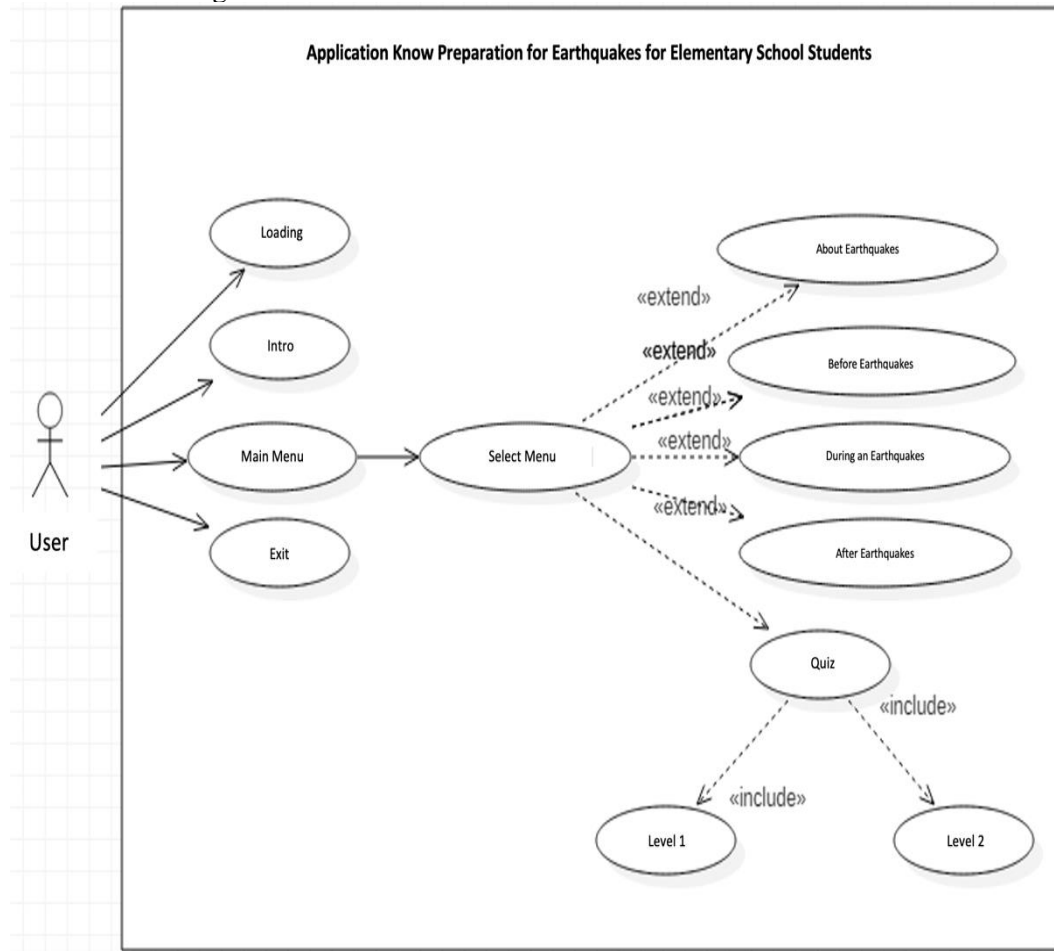 Application Know Preparation for Earthquakes for Elementary School Students
Loading
About Earthquakes
«extend»
Intro
«extend»
Before Earthquakes
«extend»
Main Menu
Select Menu
«extend»
During an Earthquakes
«extend»
User
Exit
After Earthquakes
Quiz
«include»
«include»
Level 1
Level 2